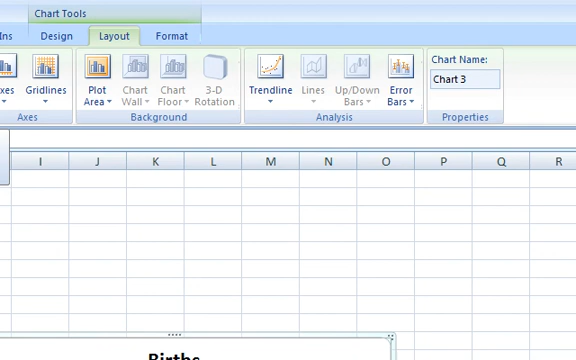 Chart Tools
Ins Design Layout Format
xes Gridlines Plot Area Chart Wall Chart Floor 3-D Rotation Trendline Lines Up/Down Bars Error Bars Chart Name:
Chart 3
Axes Background Analysis Properties
I J K L M N O P Q R
Births